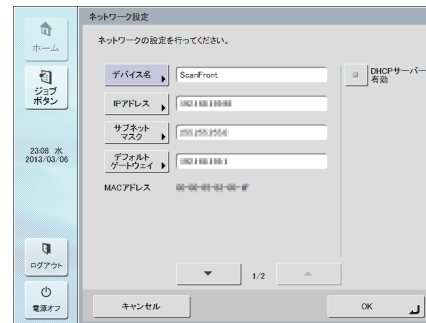 ネットワーク設定
ホーム
ネットワークの設定を行ってください。
デバイス名
ScanFront
DHCPサーバー
有効
ジョブ
ボタン
IPアドレス
サブネット
マスク
23:08 水
2013/03/06
デフォルト
ゲートウェイ
MACアドレス
ログアウト
1/2
電源オフ
キャンセル
OK